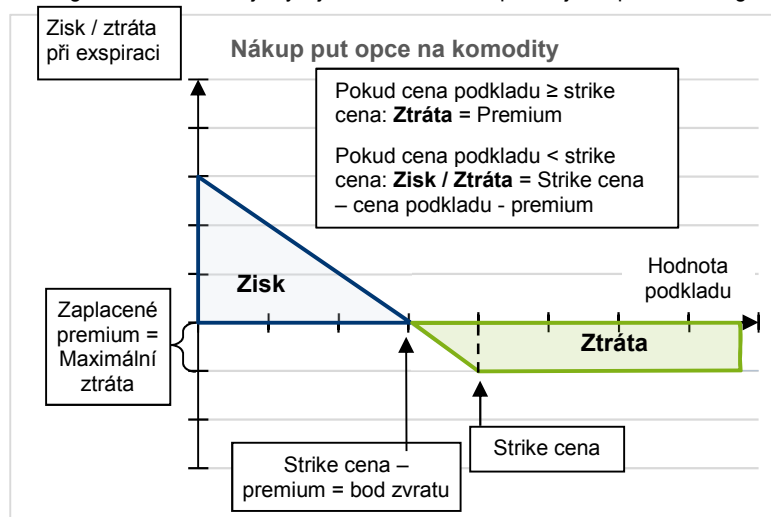 Zisk / ztráta
při exspiraci
Nákup put opce na komodity
Pokud cena podkladu ≥ strike
cena: Ztráta = Premium
Pokud cena podkladu < strike
cena: Zisk / Ztráta = Strike cena
– cena podkladu - premium
Hodnota
podkladu
Zisk
Zaplacené
premium =
Maximální
ztráta
Ztráta
Strike cena
Strike cena –
premium = bod zvratu